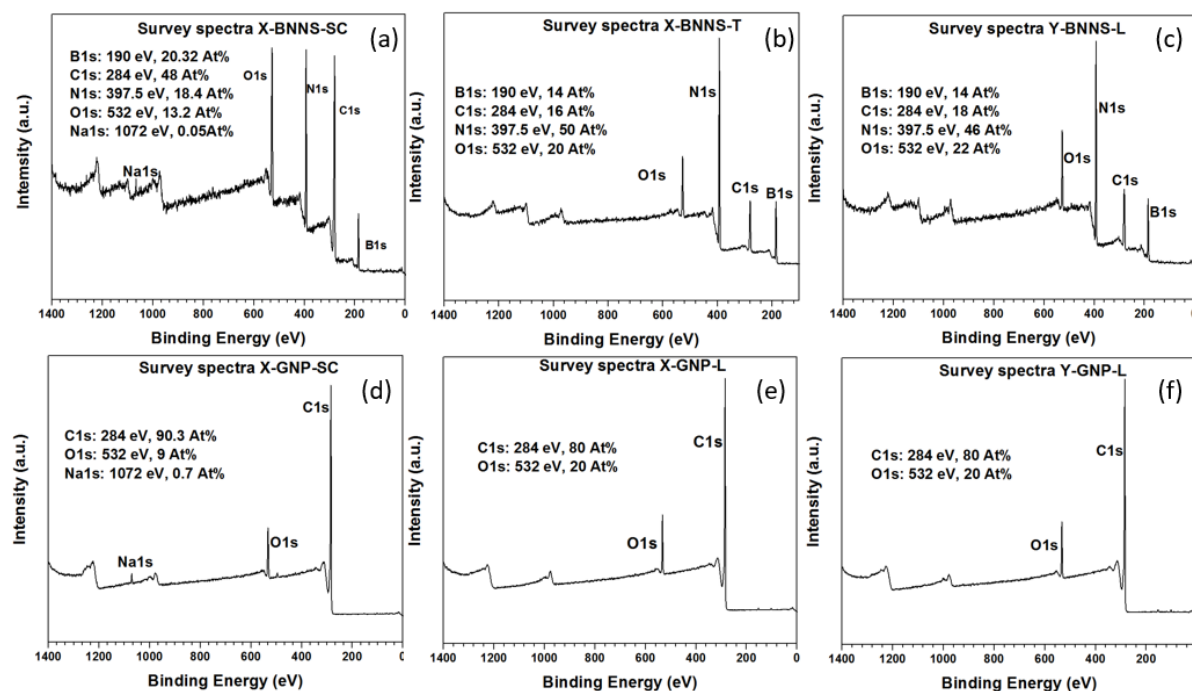 Survey spectra X-BNNS-SC
(a)
B1s: 190 eV, 20.32 At%
C1s: 284 eV, 48 At%
N1s: 397.5 eV, 18.4 At%
O1s: 532 eV, 13.2 At%
Na1s: 1072 eV, 0.05At%
O1s
N1s
C1s
Na1s
B1s
Intemsity (a.u.)
1400 1200 1000 800 600 400 200 0
Binding Energy (eV)
Survey spectra X-BNNS-T
(b)
B1s: 190 eV, 14 At%
C1s: 284 eV, 16 At%
N1s: 397.5 eV, 50 At%
O1s: 532 eV, 20 At%
N1s
O1s
C1s
B1s
Intensity (a.u.)
1400 1200 1000 800 600 400 200
Binding Energy (eV)
Survey spectra Y-BNNS-L
(c)
B1s: 190 eV, 14 At%
C1s: 284 eV, 18 At%
N1s: 397.5 eV, 46 At%
O1s: 532 eV, 22 At%
N1s
O1s
C1s
B1s
Intensity (a.u.)
1400 1200 1000 800 600 400 200 0
Binding Energy (eV)
Survey spectra X-GNP-SC
(d)
C1s
C1s: 284 eV, 90.3 At%
O1s: 532 eV, 9 At%
Na1s: 1072 eV, 0.7 At%
O1s
Na1s
Intensity (a.u.)
1400 1200 1000 800 600 400 200 0
Binding Energy (eV)
Survey spectra X-GNP-L
(e)
C1s: 284 eV, 80 At%
O1s: 532 eV, 20 At%
C1s
O1s
Intensity (a.u.)
1400 1200 1000 800 600 400 200 0
Binding Energy (eV)
Survey spectra Y-GNP-L
(f)
C1s: 284 eV, 80 At%
O1s: 532 eV, 20 At%
C1s
O1s
Intensity (a.u.)
1400 1200 1000 800 600 400 200 0
Binding Energy (eV)